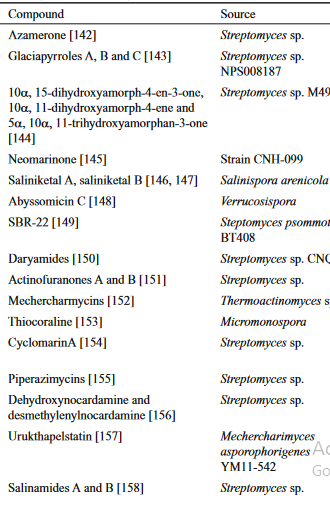 Compound Source
Azamerone [142] Streptomyces sp.
Glaciapyrroles A, B and C [143] Streptomyces sp.
NPS008187
10α, 15-dihydroxyamorph-4-en-3-one, Streptomyces sp. M49
10α, 11-dihydroxyamorph-4-ene and
5α, 10α, 11-trihydroxyamorphan-3-one
[144]
Neomarinone [145] Strain CNH-099
Saliniketal A, saliniketal B [146, 147] Salinispora arenicola
Abyssomicin C [148] Verrucosispora
SBR-22 [149] Steptomyces psommot
BT408
Daryamides [150] Streptomyces sp. CNQ
Actinofuranones A and B [151] Streptomyces sp.
Mechercharmycins [152] Thermoactinomyces s
Thiocoraline [153] Micromonospora
CyclomarinA [154] Streptomyces sp.
Piperazimycins [155] Streptomyces sp.
Dehydroxynocardamine and Streptomyces sp.
desmethylenylnocardamine [156]
Urukthapelstatin [157] Mechercharimyces
asporophorigenes Ac
YM11-542 Go
Salinamides A and B [158] Streptomyces sp.